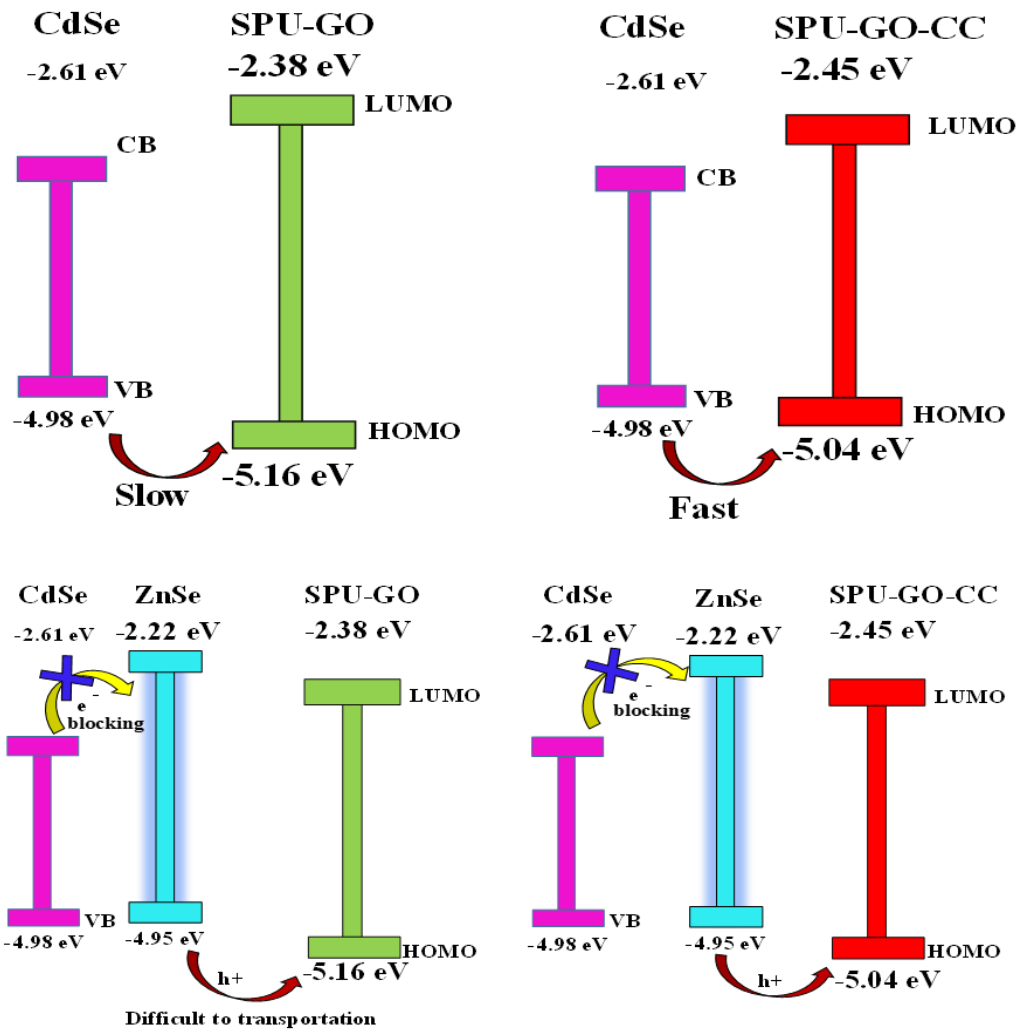 CdSe
SPU-GO
-2.61 eV
-2.38 eV
LUMO
CB
VB
-4.98 eV
HOMO
-5.16 eV
Slow
CdSe
SPU-GO-CC
-2.61 eV
-2.45 eV
LUMO
CB
VB
-4.98 eV
HOMO
-5.04 eV
Fast
CdSe
ZnSe
SPU-GO
-2.61 eV
-2.22 eV
-2.38 eV
e-
blocking
LUMO
VB
-4.98 eV
-4.95 eV
HOMO
-5.16 eV
h+
Difficult to transportation
CdSe
ZnSe
SPU-GO-CC
-2.61 eV
-2.22 eV
-2.45 eV
e-
blocking
LUMO
VB
-4.98 eV
-4.95 eV
HOMO
-5.04 eV
h+